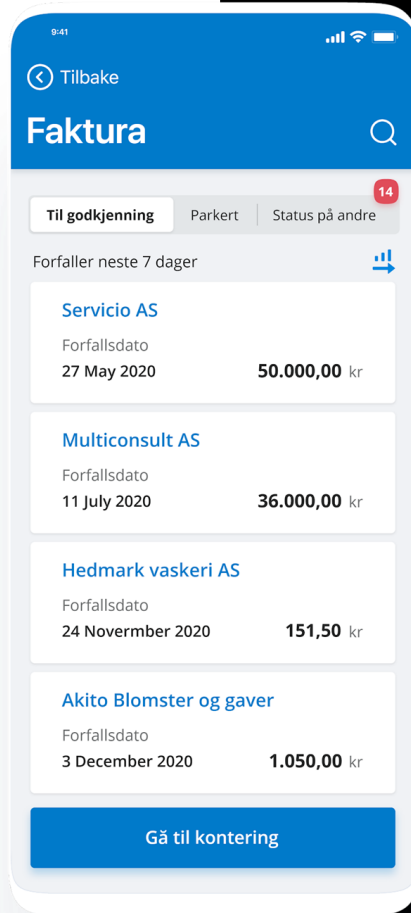 9:41
Tilbake
Faktura
14
Til godkjenning Parkert Status på andre
Forfaller neste 7 dager
Servicio AS
Forfallsdato
27 May 2020 50.000,00 kr
Multiconsult AS
Forfallsdato
11 July 2020 36.000,00 kr
Hedmark vaskeri AS
Forfallsdato
24 Novermber 2020 151,50 kr
Akito Blomster og gaver
Forfallsdato
3 December 2020 1.050,00 kr
Gå til kontering